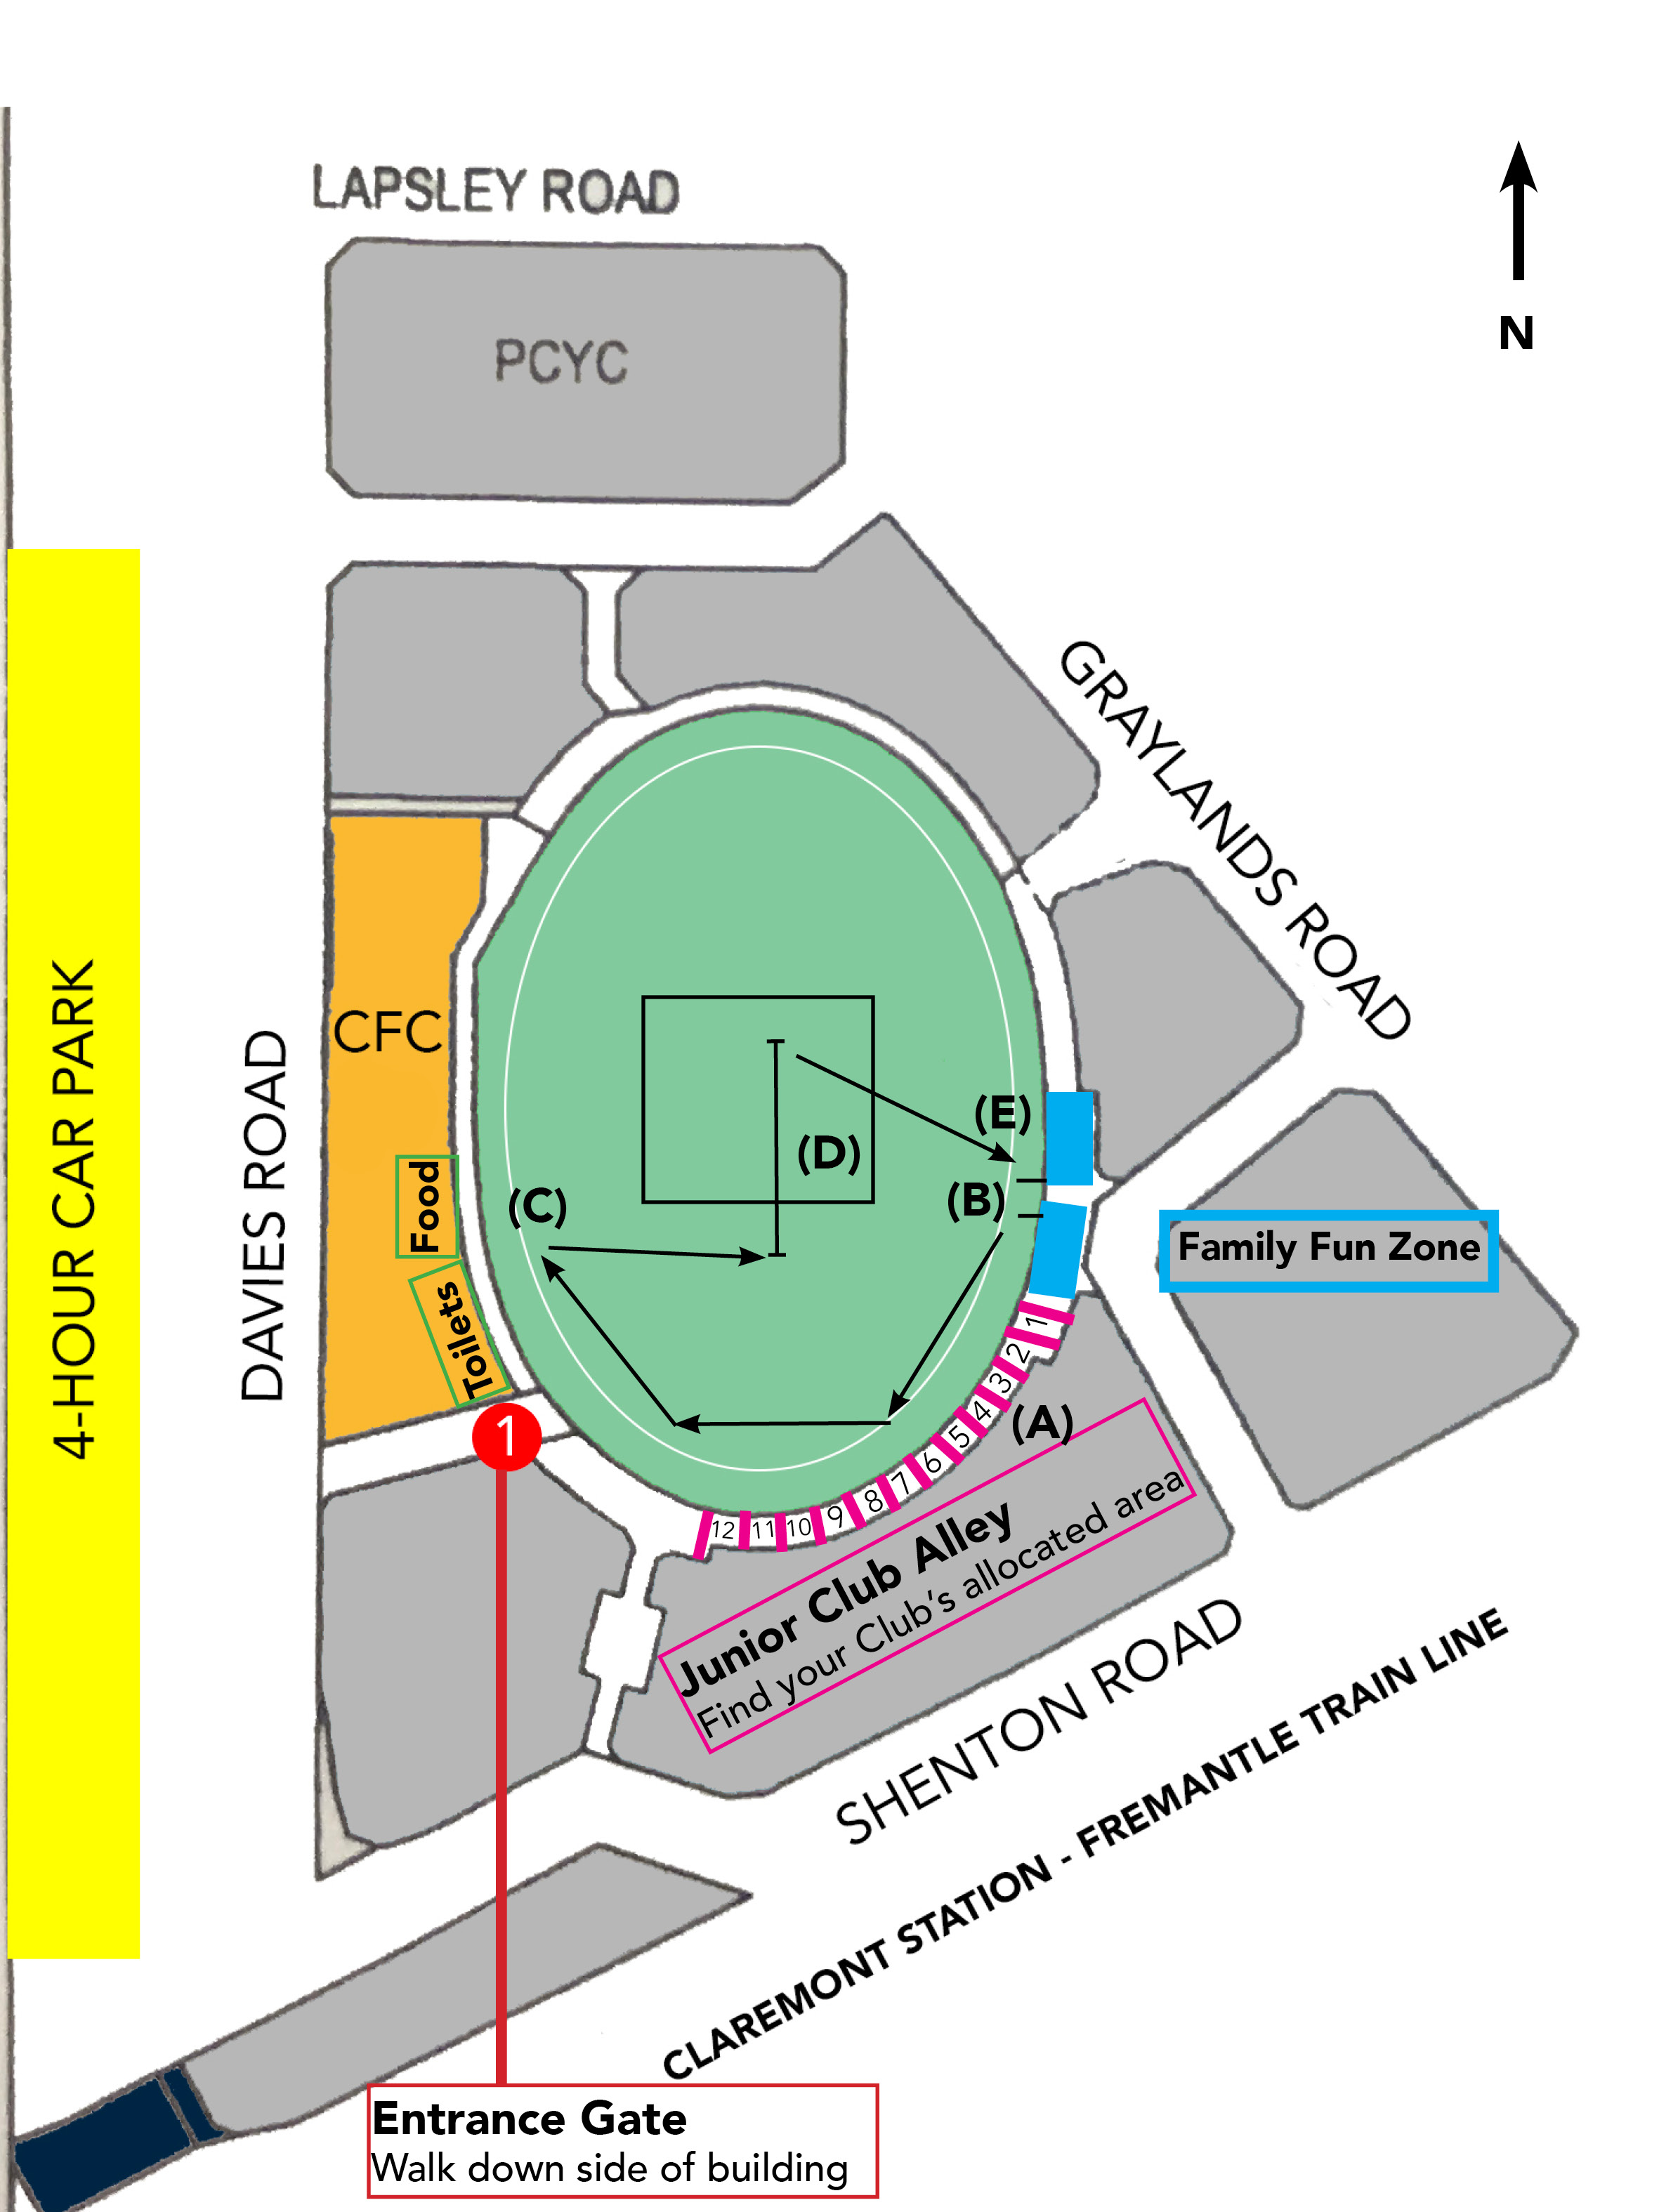 LAPSLEY ROAD
N
PCYC
GRAYLANDS ROAD
4-HOUR CAR PARK
DAVIES ROAD
CFC
(E)
(D)
(B)
(C)
Food
Toilets
Family Fun Zone
1
2
3
4
5
6
7
8
9
10
11
12
(A)
1
Junior Club Alley
Find your Club's allocated area
SHENTON ROAD
CLAREMONT STATION - FREMANTLE TRAIN LINE
Entrance Gate
Walk down side of building